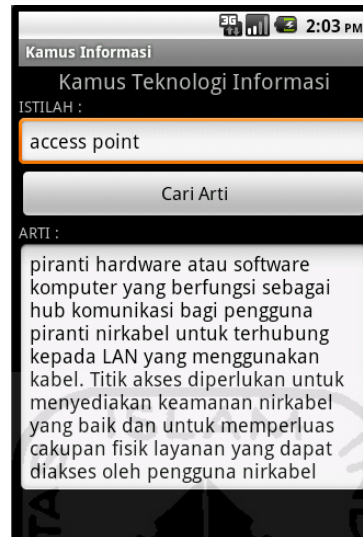 3G 2:03 PM
Kamus Informasi
Kamus Teknologi Informasi
ISTILAH :
access point
Cari Arti
ARTI :
piranti hardware atau software
komputer yang berfungsi sebagai
hub komunikasi bagi pengguna
piranti nirkabel untuk terhubung
kepada LAN yang menggunakan
kabel. Titik akses diperlukan untuk
menyediakan keamanan nirkabel
yang baik dan untuk memperluas
cakupan fisik layanan yang dapat
diakses oleh pengguna nirkabel
ISLAM